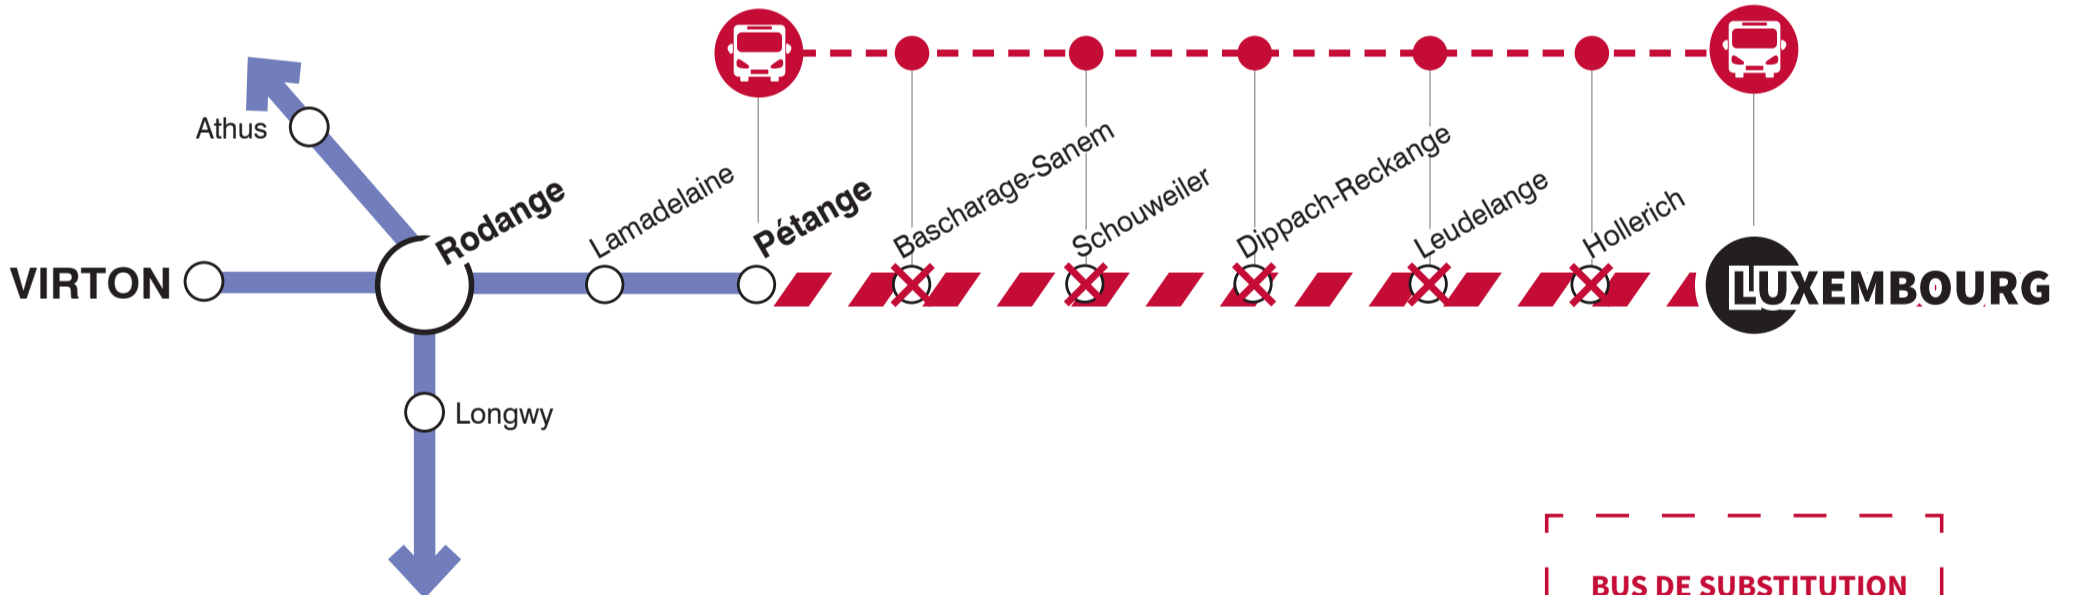 Athus
VIRTON
Rodange
Lamadelaine
Pétange
Bascharage-Sanem
Schouweiler
Dippach-Reckange
Leudelange
Hollerich
LUXEMBOURG
Longwy
BUS DE SUBSTITUTION